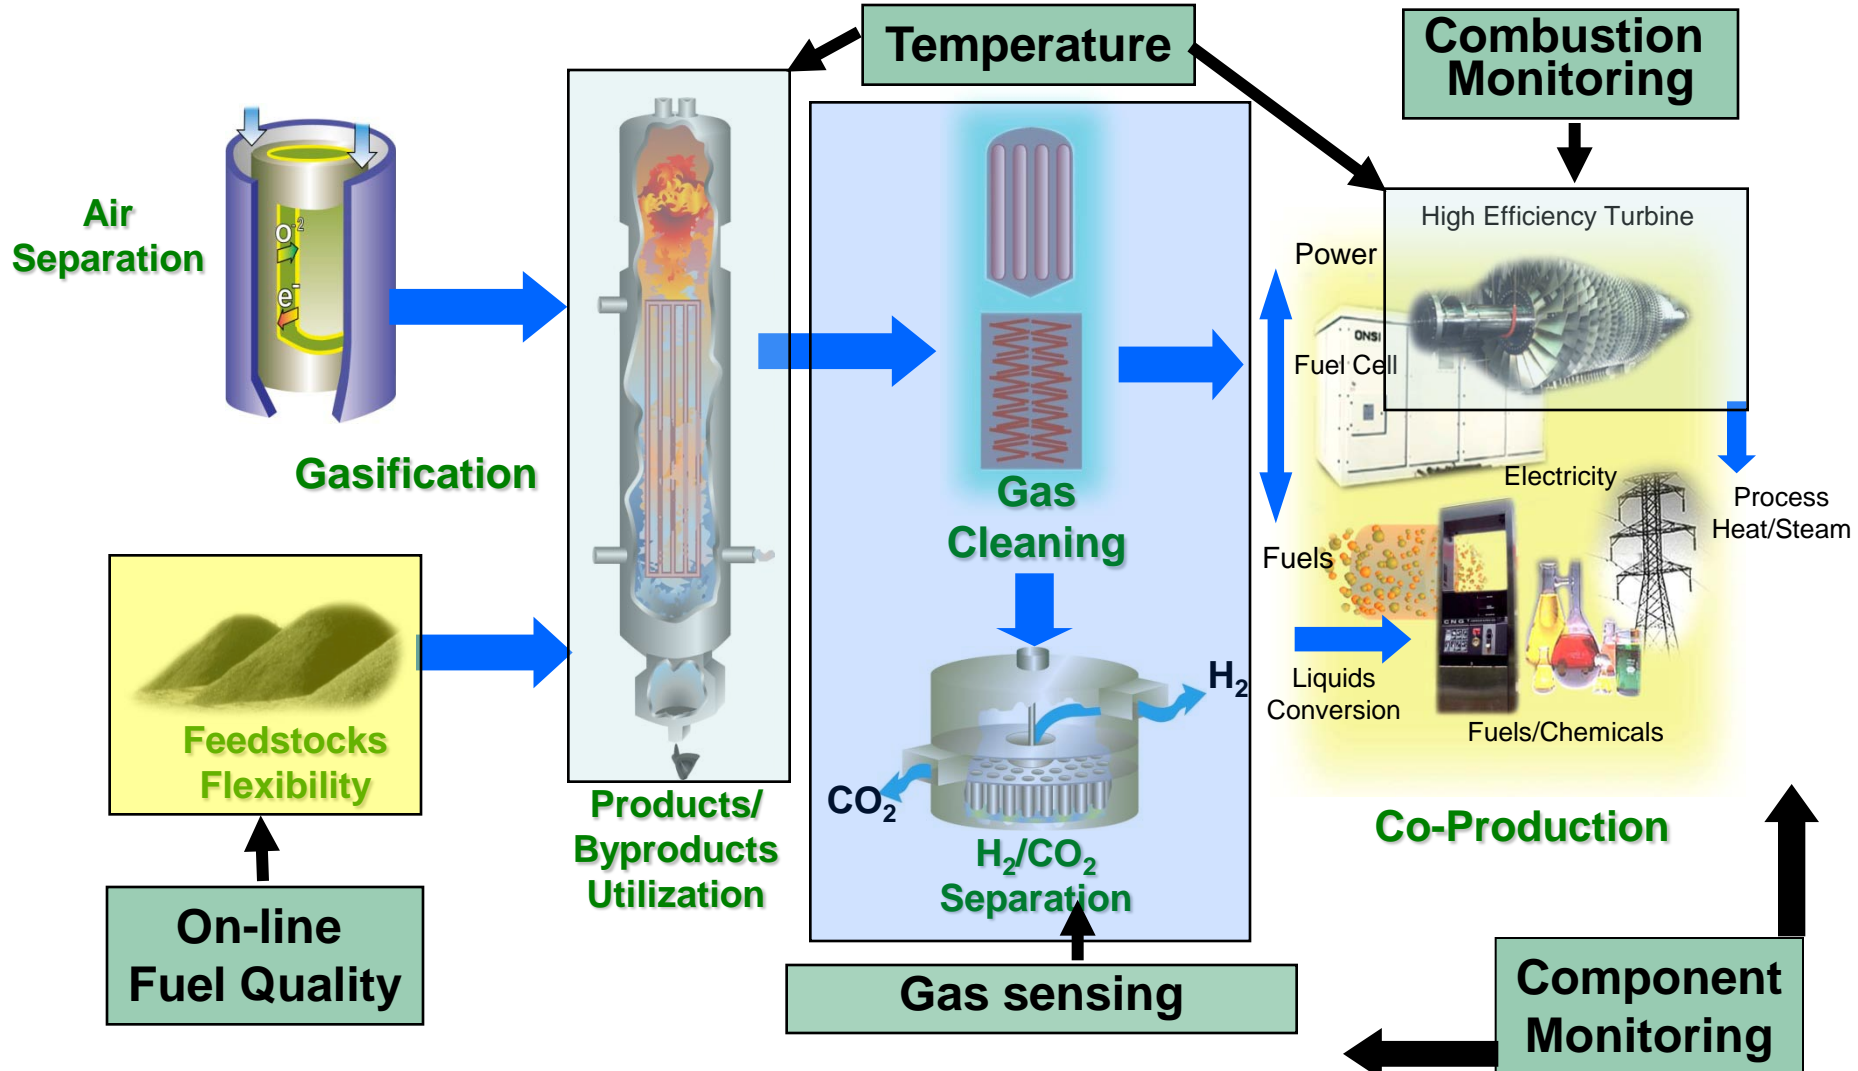 Temperature
Combustion
Monitoring
Air
Separation
O-2
e-
High Efficiency Turbine
Power
ONSI
Fuel Cell
Gasification
Electricity
Process
Heat/Steam
Gas
Cleaning
Fuels
H2
Liquids
Conversion
CNG
Fuels/Chemicals
Feedstocks
Flexibility
CO2
Products/
Byproducts
Utilization
H2/CO2
Separation
Co-Production
On-line
Fuel Quality
Gas sensing
Component
Monitoring